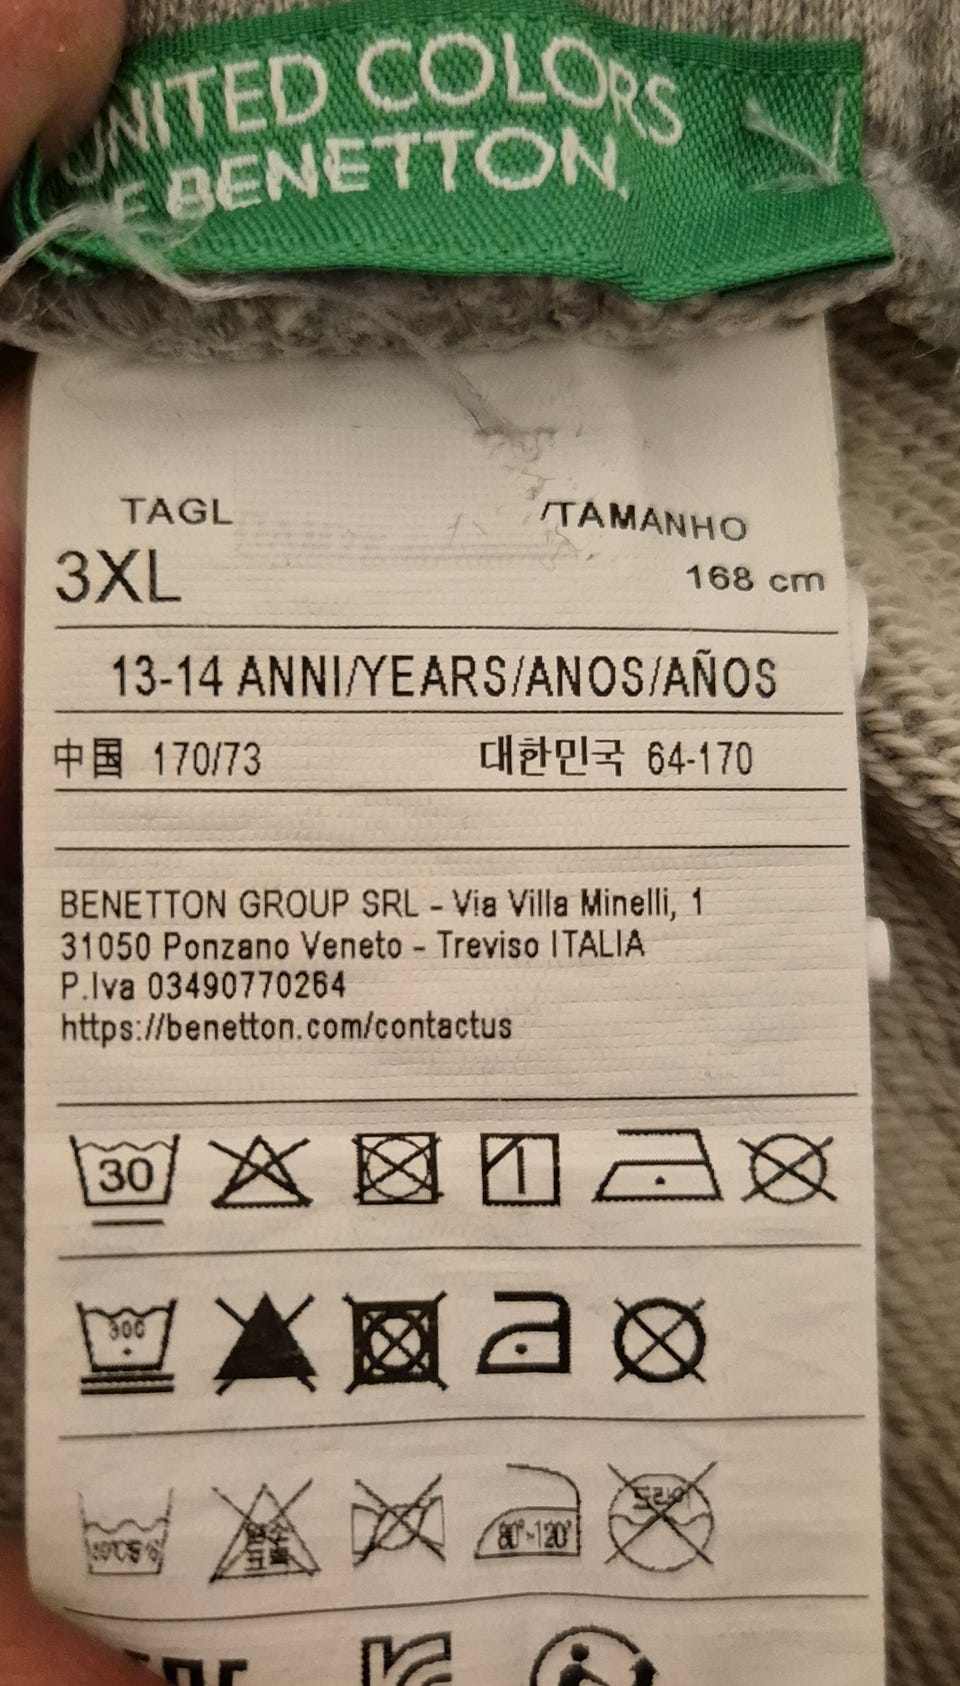 UNITED COLORS
F BENETTON.
TAGL /TAMANHO
3XL 168 cm
13-14 ANNI/YEARS/ANOS/AÑOS
中国 170/73 대한민국 64-170
BENETTON GROUP SRL - Via Villa Minelli, 1
31050 Ponzano Veneto - Treviso ITALIA
P.Iva 03490770264
https://benetton.com/contactus
30
80°~120°